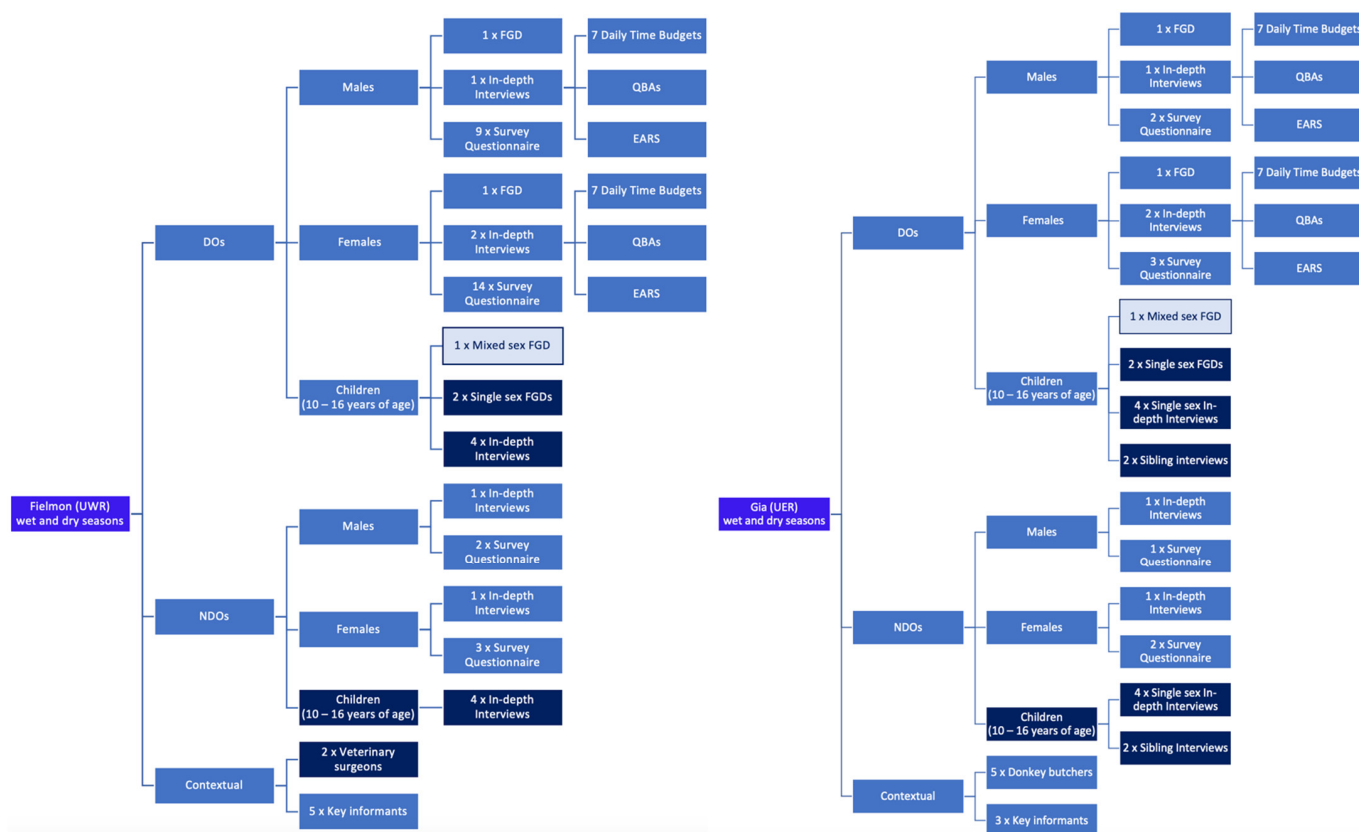 Fielmon (UWR)
wet and dry seasons
DOs
Males
1 x FGD
1 x In-depth
Interviews
9 x Survey
Questionnaire
7 Daily Time Budgets
QBAs
EARS
Females
1 x FGD
2 x In-depth
Interviews
14 x Survey
Questionnaire
7 Daily Time Budgets
QBAs
EARS
Children
(10 – 16 years of age)
1 x Mixed sex FGD
2 x Single sex FGDs
4 x In-depth
Interviews
NDOs
Males
1 x In-depth
Interviews
2 x Survey
Questionnaire
Females
1 x In-depth
Interviews
3 x Survey
Questionnaire
Children
(10 – 16 years of age)
4 x In-depth
Interviews
Contextual
2 x Veterinary
surgeons
5 x Key informants
Gia (UER)
wet and dry seasons
DOs
Males
1 x FGD
1 x In-depth
Interviews
2 x Survey
Questionnaire
7 Daily Time Budgets
QBAs
EARS
Females
1 x FGD
2 x In-depth
Interviews
3 x Survey
Questionnaire
7 Daily Time Budgets
QBAs
EARS
Children
(10 – 16 years of age)
1 x Mixed sex FGD
2 x Single sex FGDs
4 x Single sex In-
depth Interviews
2 x Sibling interviews
NDOs
Males
1 x In-depth
Interviews
1 x Survey
Questionnaire
Females
1 x In-depth
Interviews
2 x Survey
Questionnaire
Children
(10 – 16 years of age)
4 x Single sex In-
depth Interviews
2 x Sibling Interviews
Contextual
5 x Donkey butchers
3 x Key informants